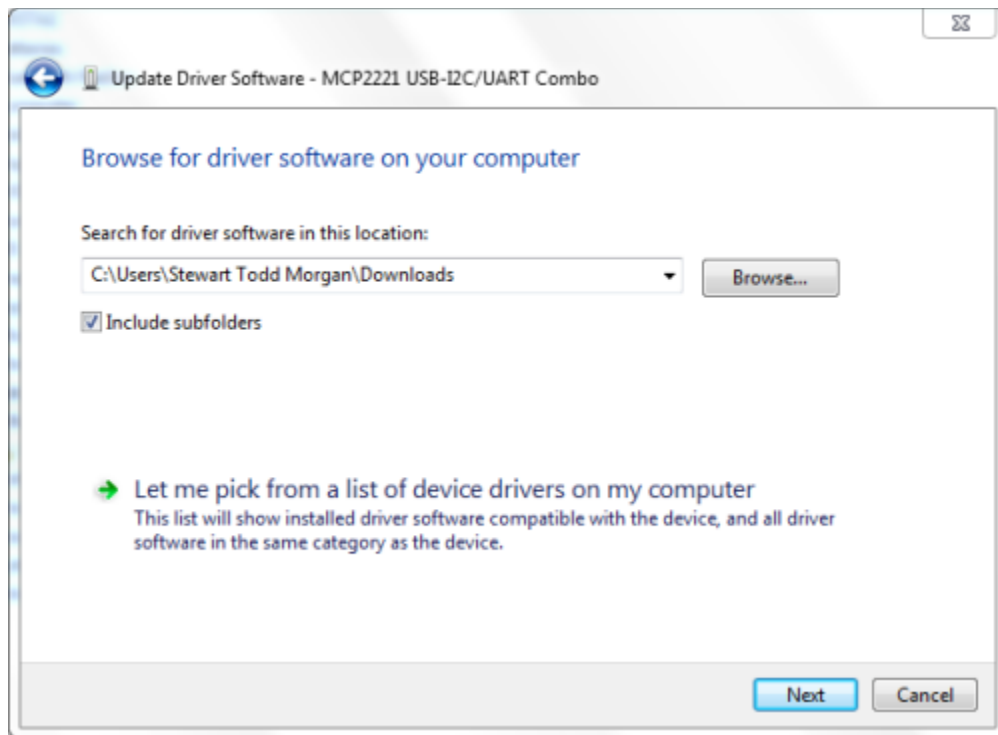 Update Driver Software - MCP2221 USB-I2C/UART Combo
Browse for driver software on your computer
Search for driver software in this location:
C:\Users\Stewart Todd Morgan\Downloads
Browse...
Include subfolders
Let me pick from a list of device drivers on my computer
This list will show installed driver software compatible with the device, and all driver
software in the same category as the device.
Next
Cancel